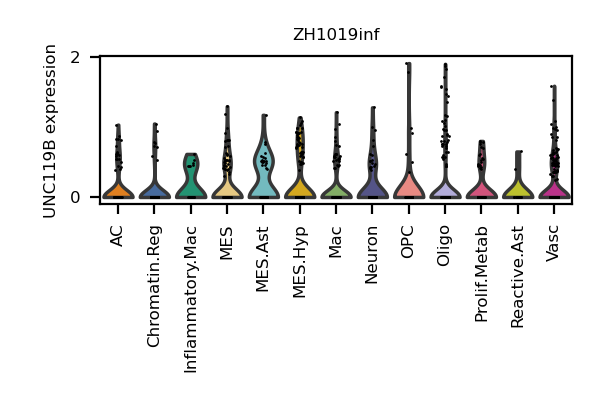 ZH1019inf
UNC119B expression
2
0
AC
Chromatin.Reg
Inflammatory.Mac
MES
MES.Ast
MES.Hyp
Mac
Neuron
OPC
Oligo
Prolif.Metab
Reactive.Ast
Vasc